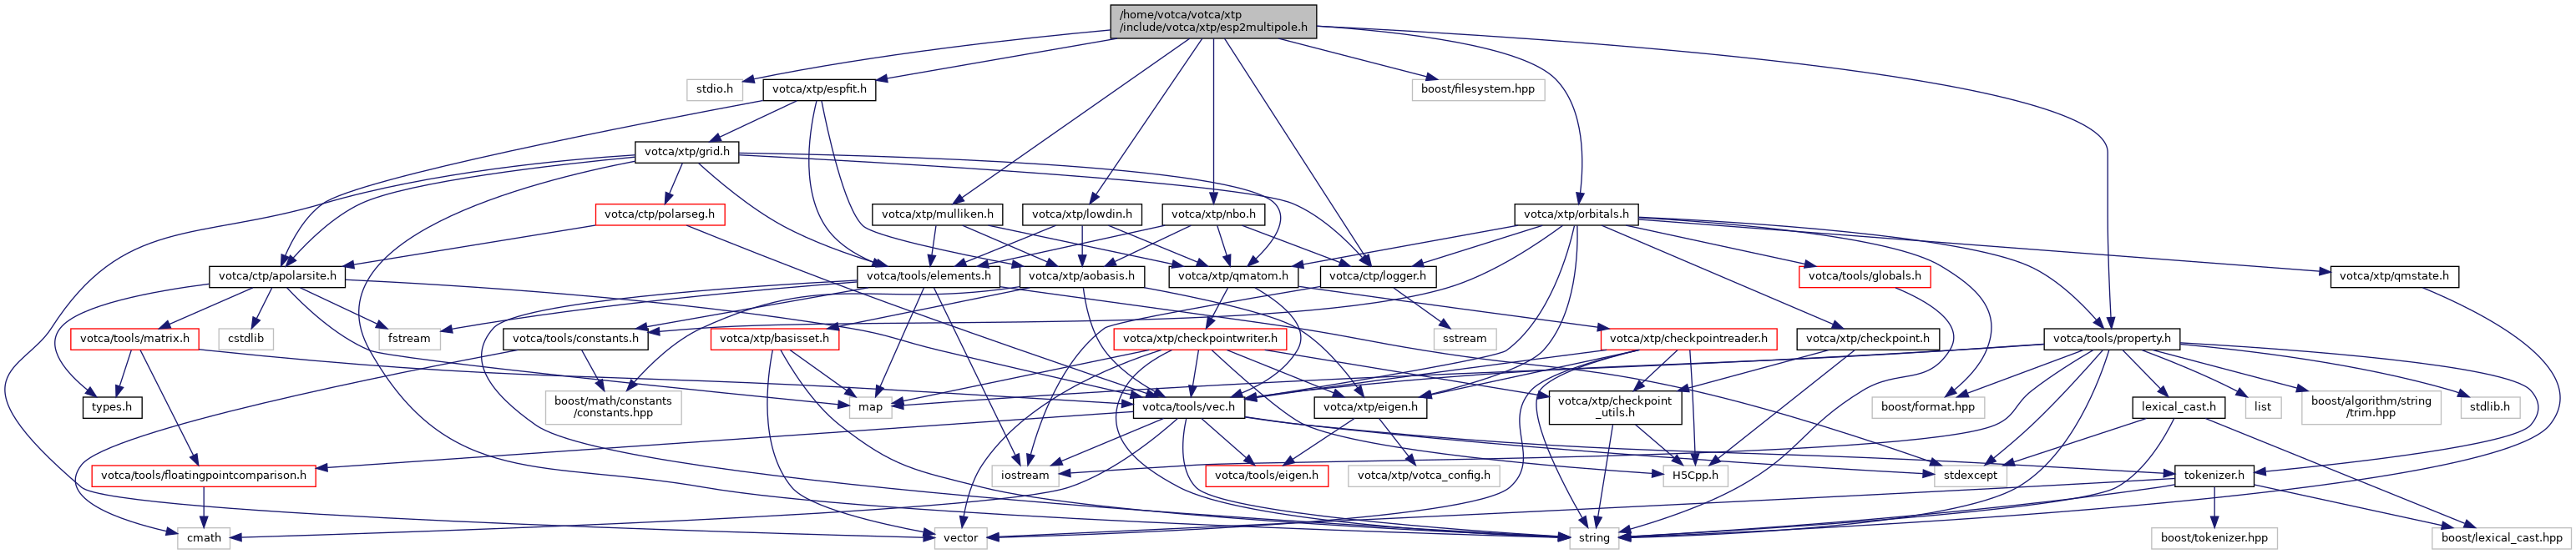 /home/votca/votca/xtp
/include/votca/xtp/esp2multipole.h
stdio.h
votca/xtp/espfit.h
boost/filesystem.hpp
votca/xtp/grid.h
votca/ctp/polarseg.h
votca/xtp/mulliken.h
votca/xtp/lowdin.h
votca/xtp/nbo.h
votca/xtp/orbitals.h
votca/ctp/apolarsite.h
votca/tools/elements.h
votca/xtp/aobasis.h
votca/xtp/qmatom.h
votca/ctp/logger.h
votca/tools/globals.h
votca/xtp/qmstate.h
votca/tools/matrix.h
cstdlib
fstream
votca/tools/constants.h
votca/xtp/basisset.h
votca/xtp/checkpointwriter.h
sstream
votca/xtp/checkpointreader.h
votca/xtp/checkpoint.h
votca/tools/property.h
types.h
boost/math/constants
/constants.hpp
map
votca/tools/vec.h
votca/xtp/eigen.h
votca/xtp/checkpoint
_utils.h
boost/format.hpp
lexical_cast.h
list
boost/algorithm/string
/trim.hpp
stdlib.h
votca/tools/floatingpointcomparison.h
iostream
votca/tools/eigen.h
votca/xtp/votca_config.h
H5Cpp.h
stdexcept
tokenizer.h
cmath
vector
string
boost/tokenizer.hpp
boost/lexical_cast.hpp